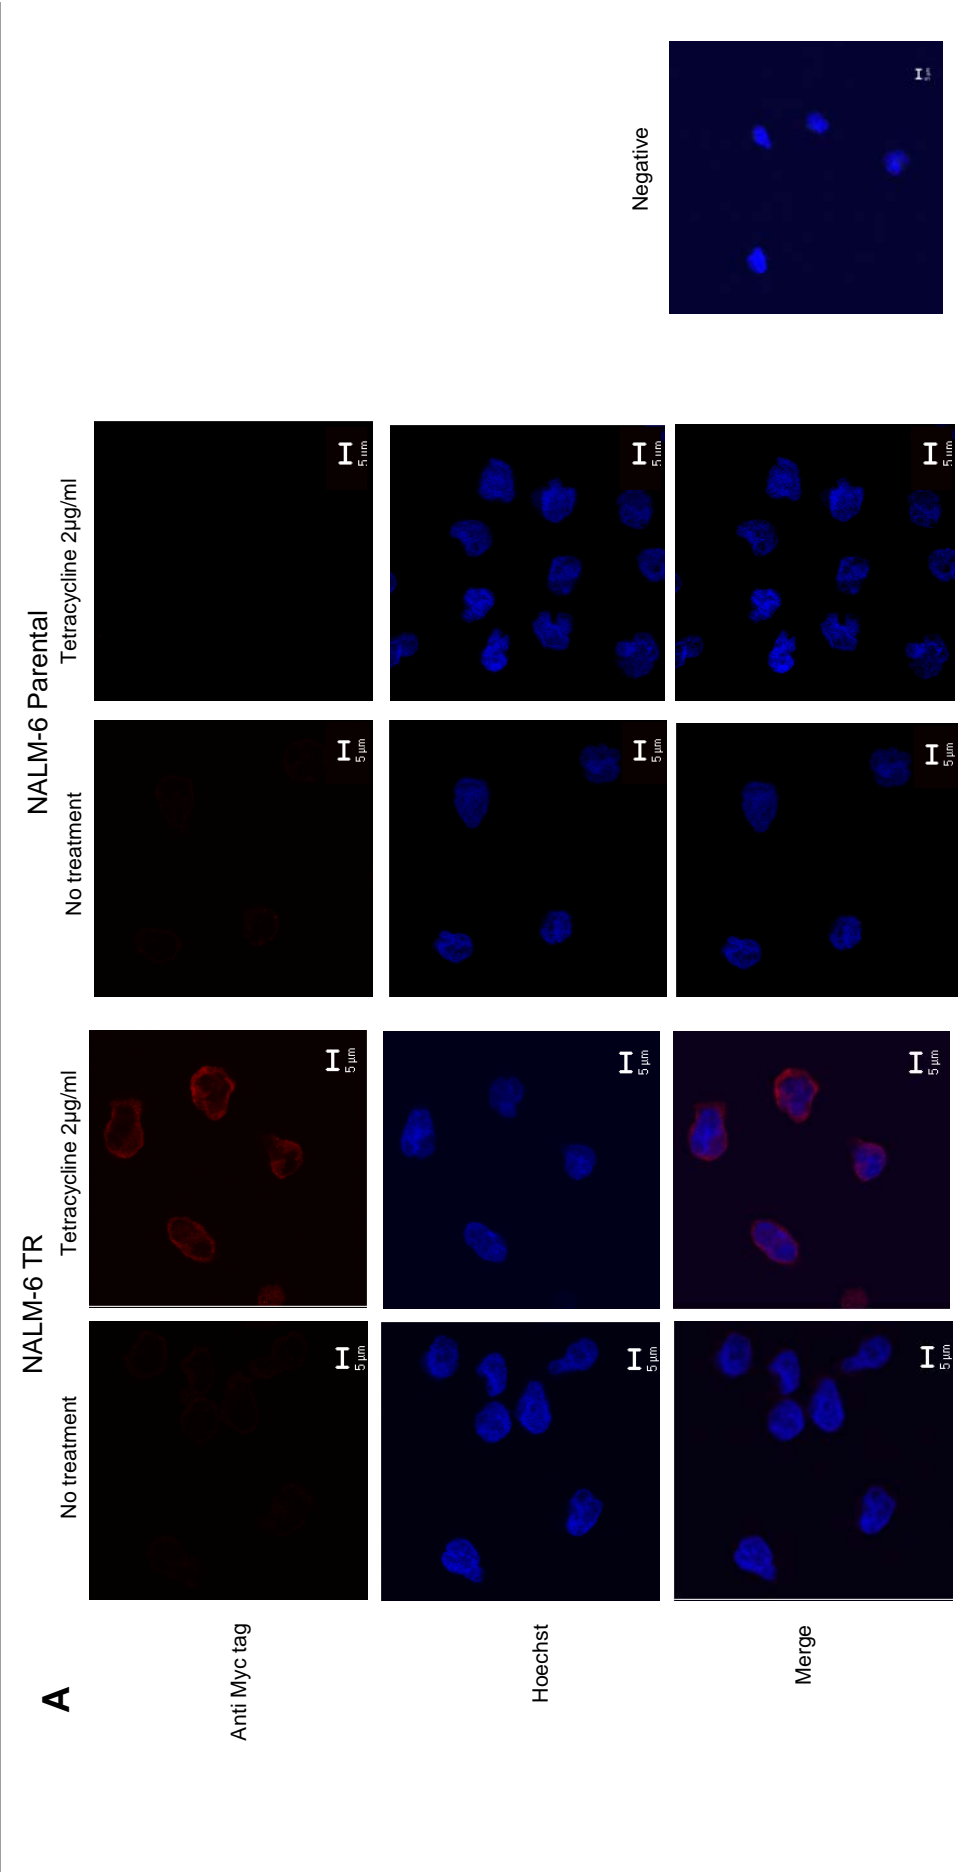 A
NALM-6 TR
NALM-6 Parental
No treatment
Tetracycline 2µg/ml
No treatment
Tetracycline 2µg/ml
Anti Myc tag
5 µm
5 µm
5 µm
5 µm
Negative
Hoechst
5 µm
5 µm
5 µm
5 µm
5 µm
Merge
5 µm
5 µm
5 µm
5 µm